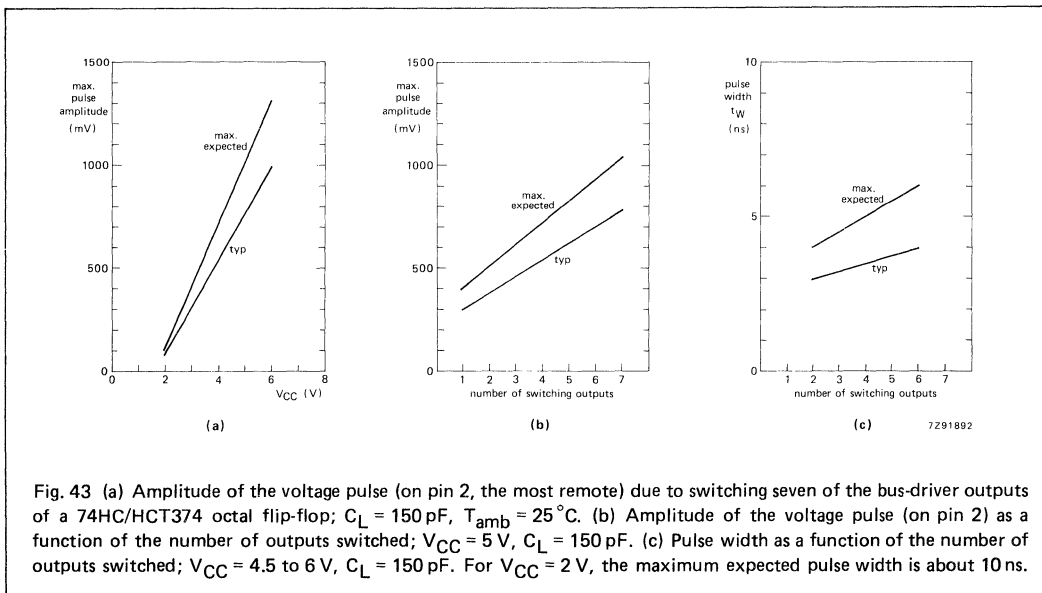 1500
max.
pulse
amplitude
(mV)
1000
500
0
max.
expected
typ
0 2 4 6 8
VCC (V)
(a)
1500
max.
pulse
amplitude
(mV)
1000
500
0
max.
expected
typ
1 2 3 4 5 6 7
number of switching outputs
(b)
10
pulse
width
tW
(ns)
5
0
max.
expected
typ
1 2 3 4 5 6 7
number of switching outputs
(c)
7Z91892
Fig. 43 (a) Amplitude of the voltage pulse (on pin 2, the most remote) due to switching seven of the bus-driver outputs
of a 74HC/HCT374 octal flip-flop; CL = 150 pF, Tamb = 25 °C. (b) Amplitude of the voltage pulse (on pin 2) as a
function of the number of outputs switched; VCC = 5 V, CL = 150 pF. (c) Pulse width as a function of the number of
outputs switched; VCC = 4.5 to 6 V, CL = 150 pF. For VCC = 2 V, the maximum expected pulse width is about 10 ns.